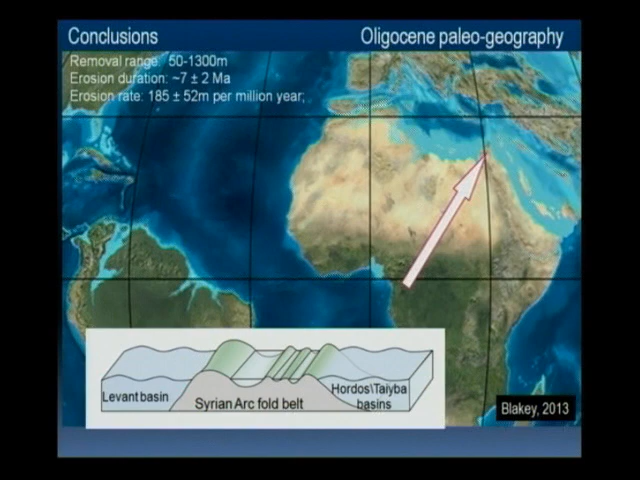 Conclusions
Oligocene paleo-geography
Removal range: 50-1300m
Erosion duration: ~7 ± 2 Ma
Erosion rate: 185 ± 52m per million year;
Levant basin
Syrian Arc fold belt
Hordos\Taiyba
basins
Blakey, 2013